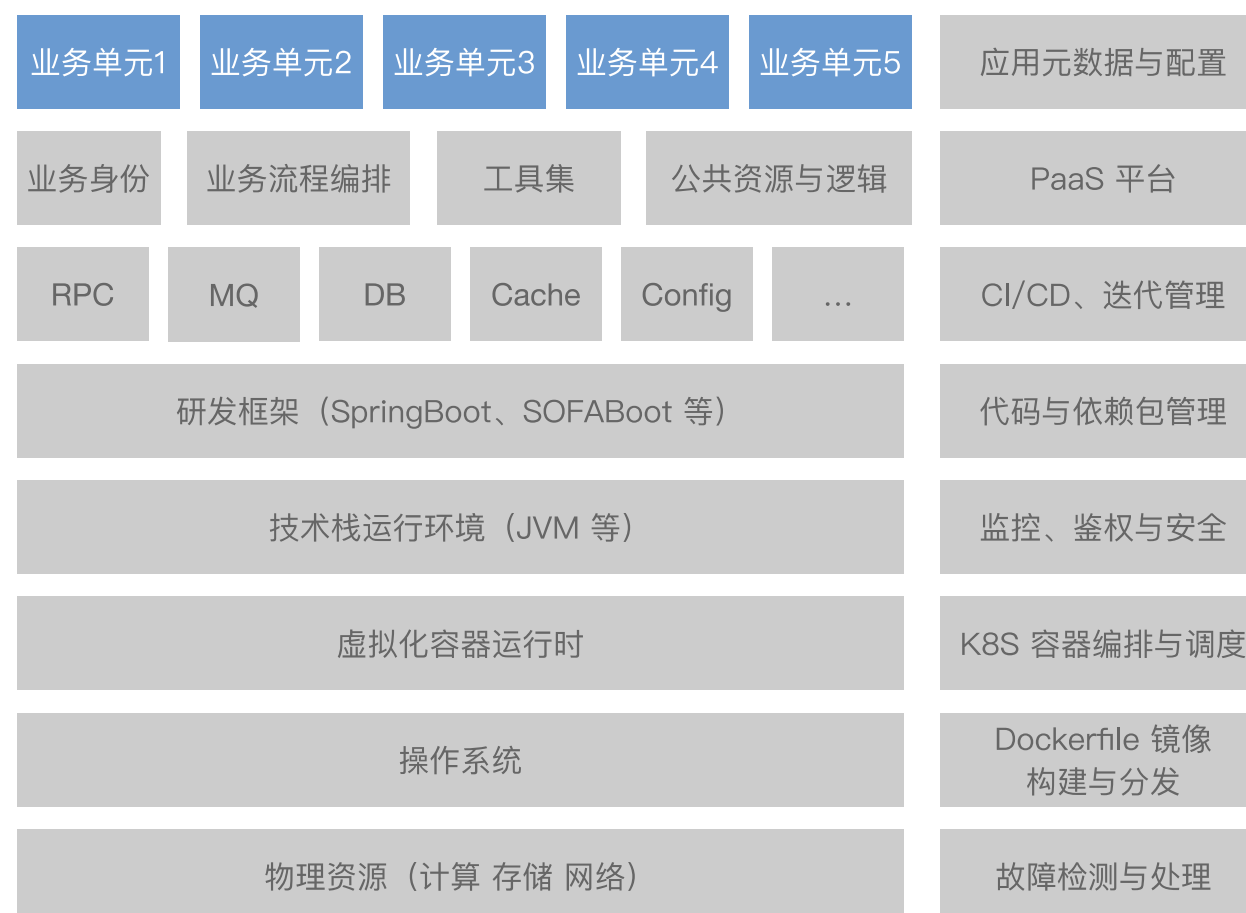 业务单元1
业务单元2
业务单元3
业务单元4
业务单元5
应用元数据与配置
业务身份
业务流程编排
工具集
公共资源与逻辑
PaaS 平台
RPC
MQ
DB
Cache
Config
...
CI/CD、迭代管理
研发框架（SpringBoot、SOFABoot 等）
代码与依赖包管理
技术栈运行环境（JVM 等）
监控、鉴权与安全
虚拟化容器运行时
K8S 容器编排与调度
操作系统
Dockerfile 镜像
构建与分发
物理资源（计算 存储 网络）
故障检测与处理